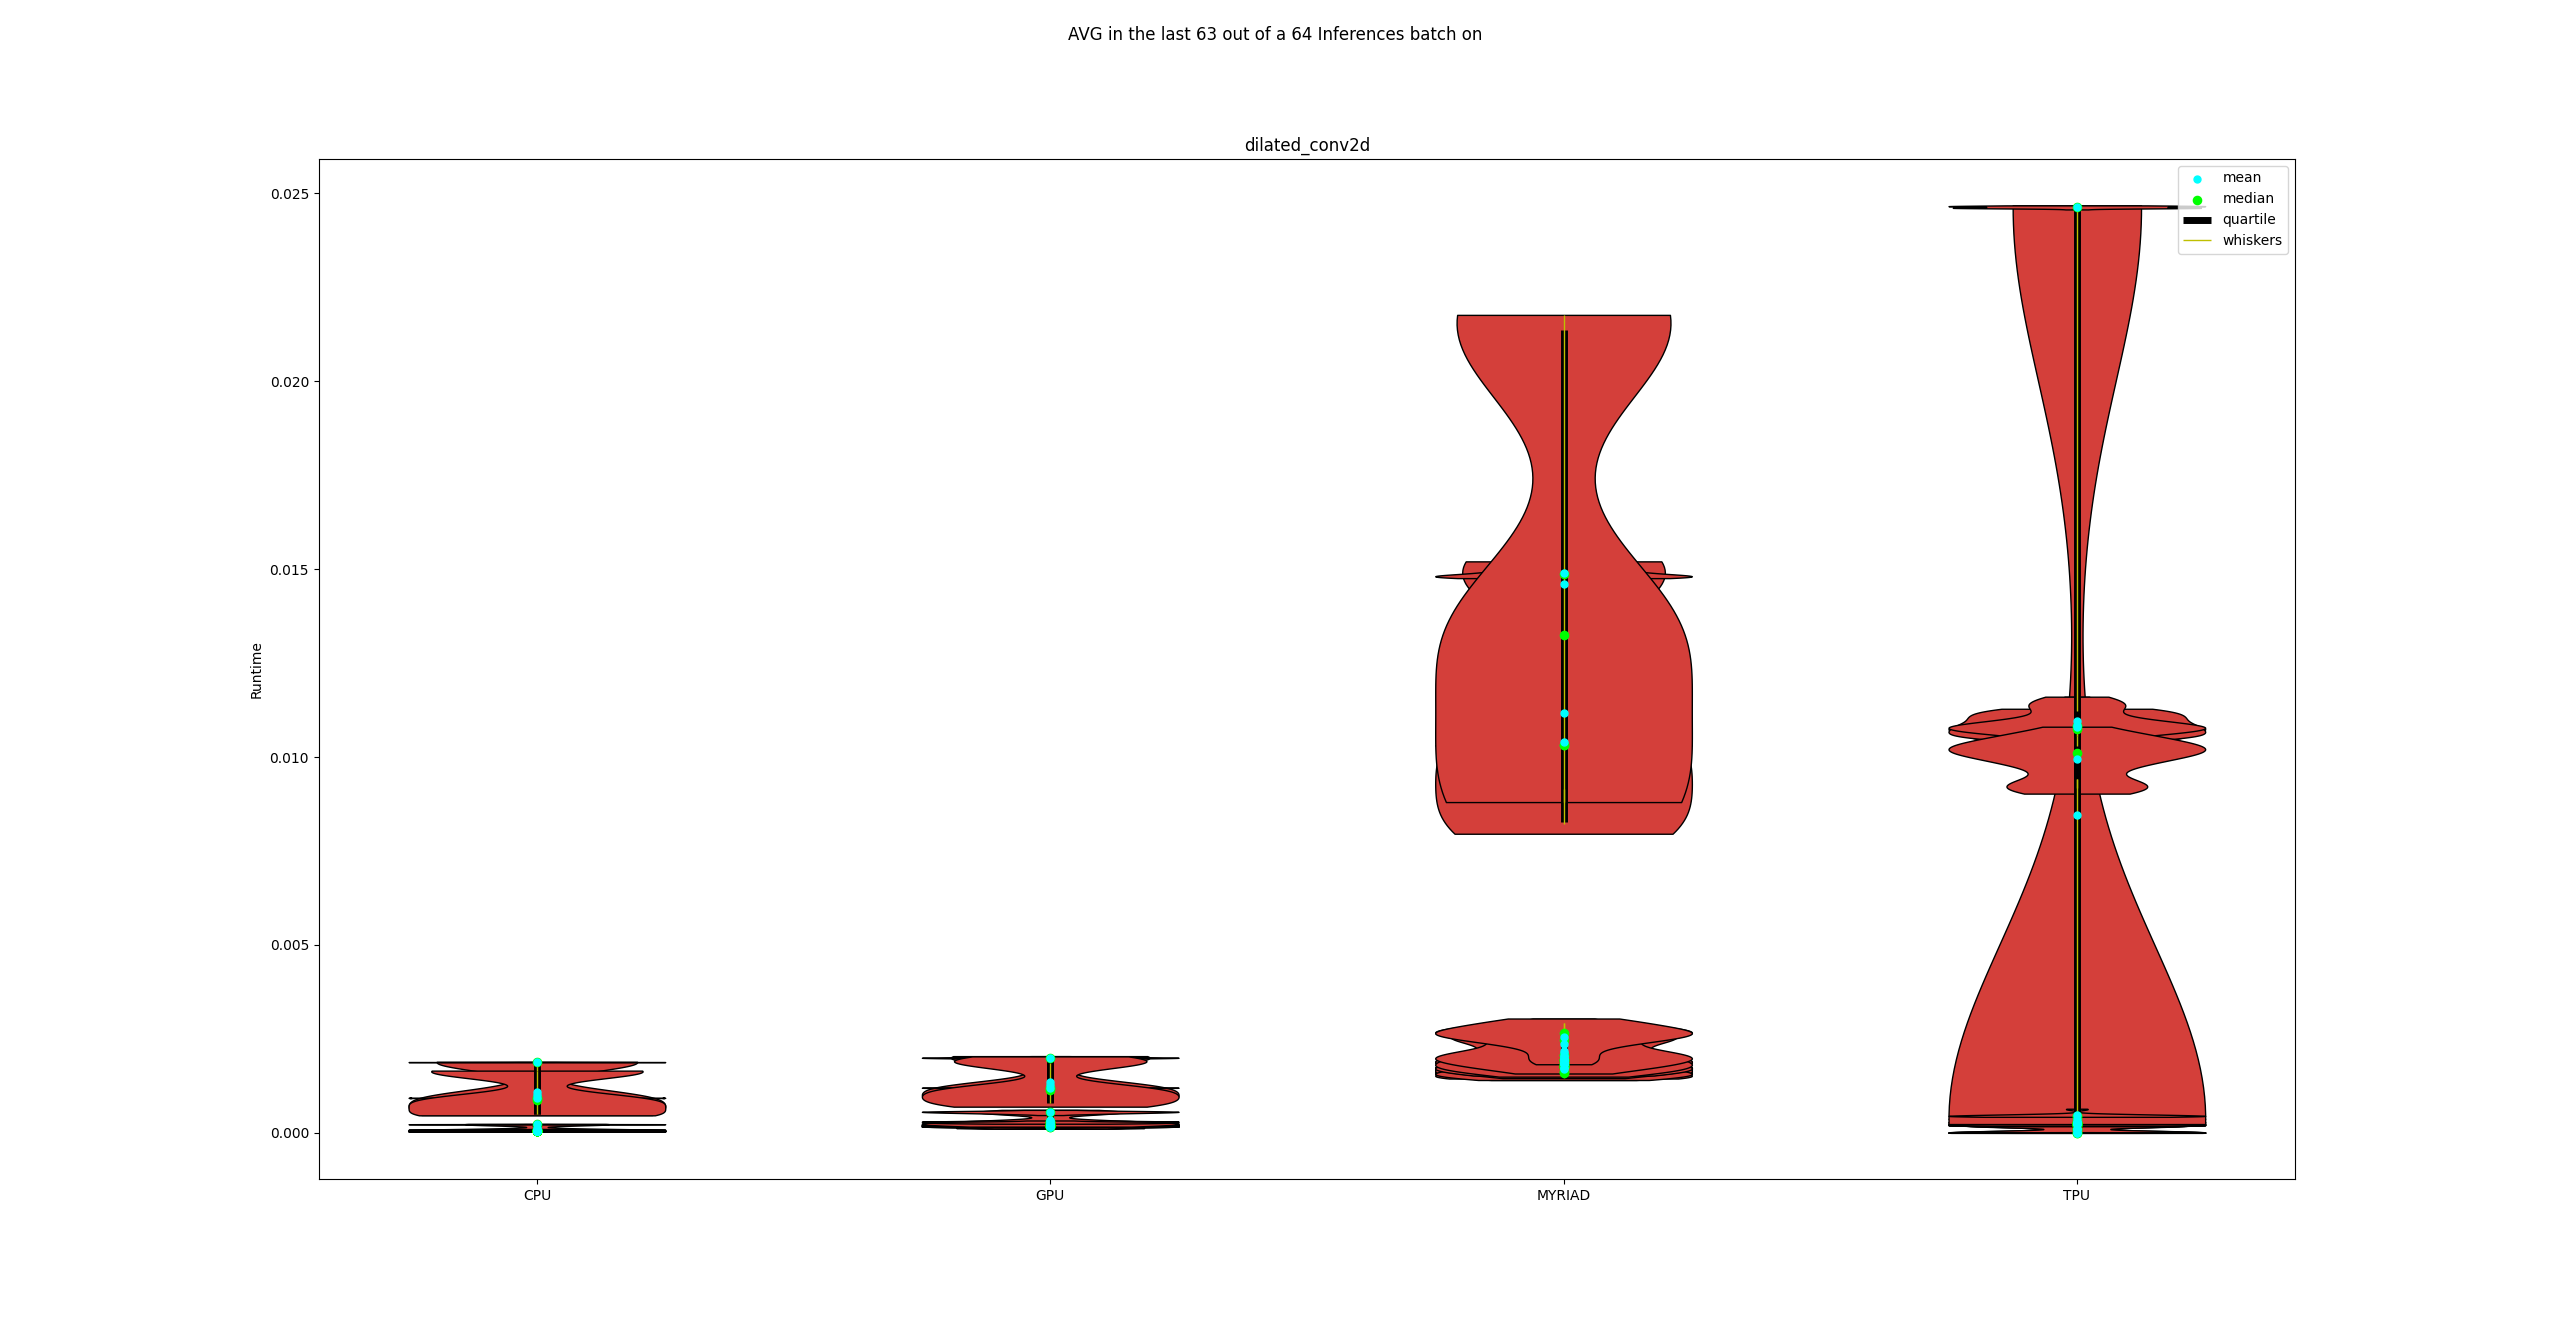 AVG in the last 63 out of a 64 Inferences batch on
dilated_conv2d
mean
median
quartile
whiskers
0.025
0.020
0.015
0.010
0.005
0.000
Runtime
CPU
GPU
MYRIAD
TPU